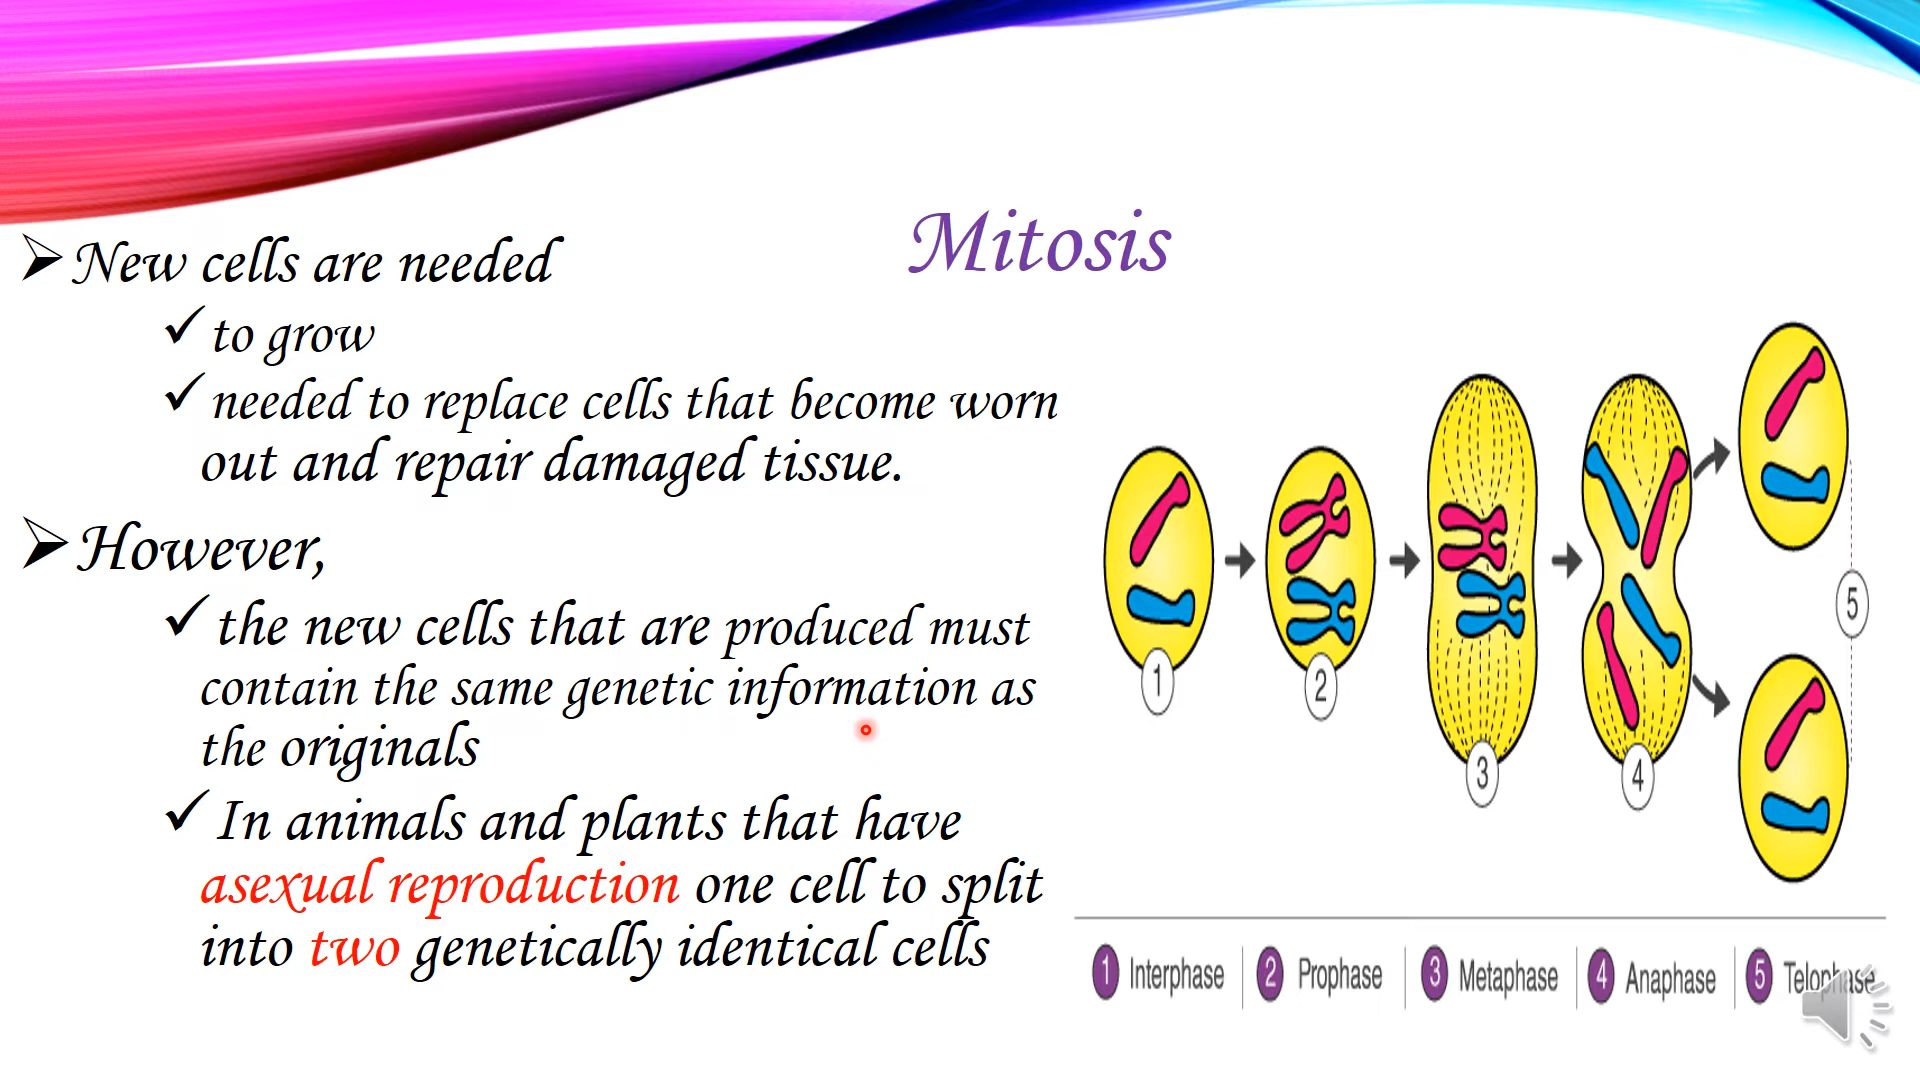 Mitosis
New cells are needed
to grow
needed to replace cells that become worn
out and repair damaged tissue.
However,
the new cells that are produced must
contain the same genetic information as
the originals
In animals and plants that have
asexual reproduction one cell to split
into two genetically identical cells
1
2
3
4
5
1 Interphase
2 Prophase
3 Metaphase
4 Anaphase
5 Telophase